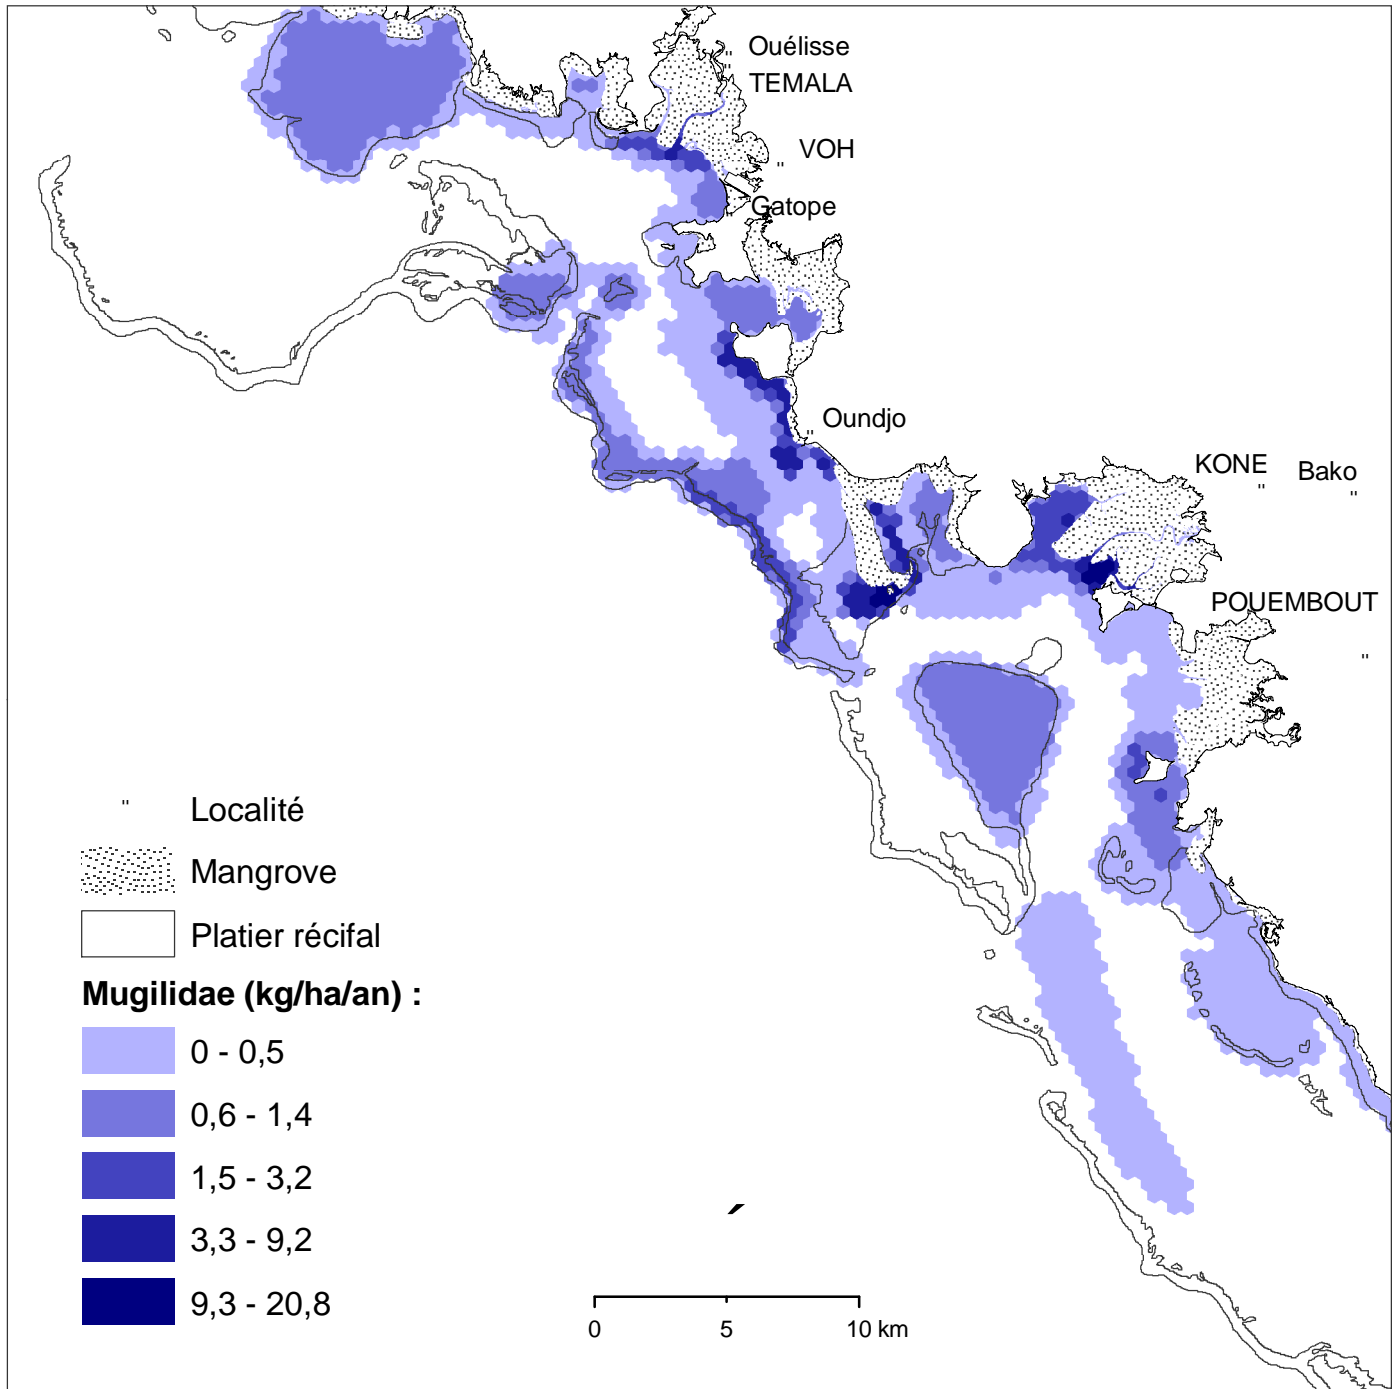 Ouélisse
TEMALA
VOH
Gatope
Oundjo
KONE
Bako
POUEMBOUT
" Localité
Mangrove
Platier récifal
Mugilidae (kg/ha/an) :
0 - 0,5
0,6 - 1,4
1,5 - 3,2
3,3 - 9,2
9,3 - 20,8
0 5 10 km